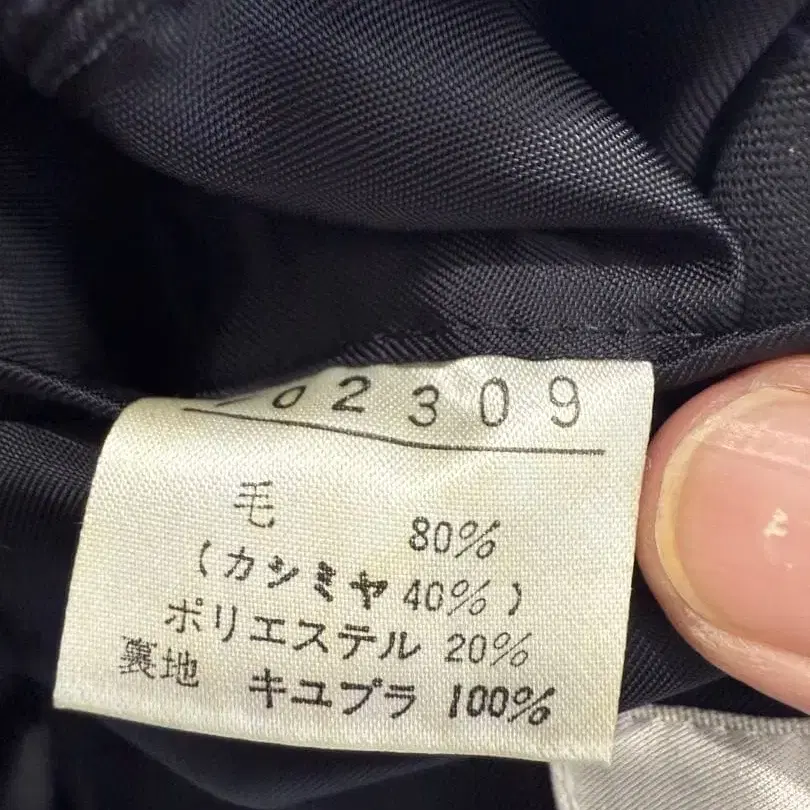 2309
毛 80%
(カシミヤ 40%)
ポリエステル 20%
裏地 キユプラ 100%